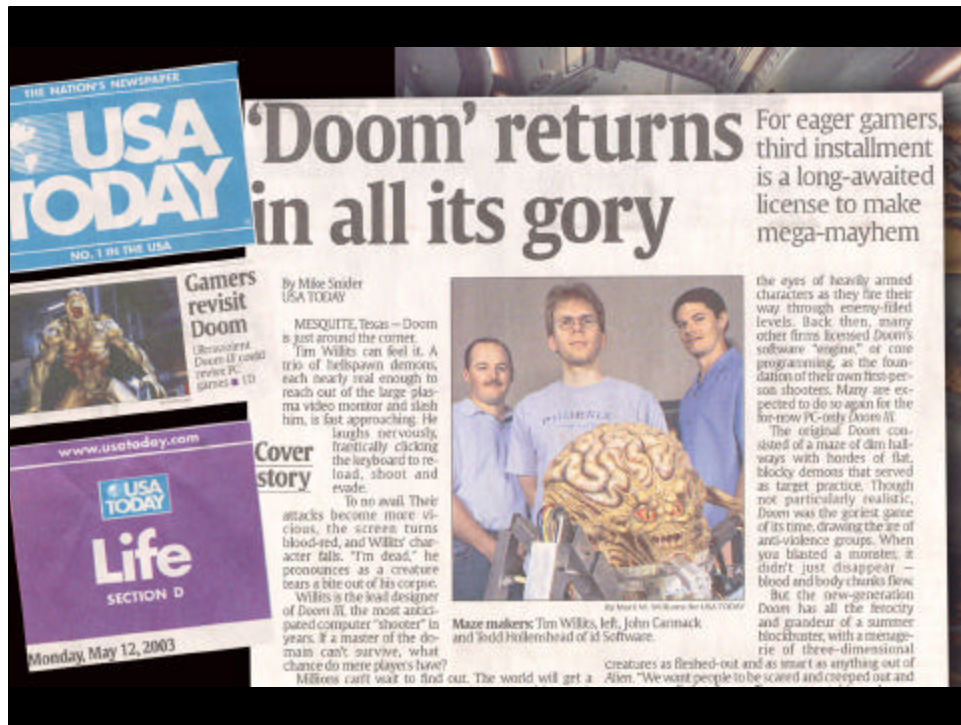 THE NATION'S NEWSPAPER
USA
TODAY
NO. 1 IN THE USA
Gamers
revisit
Doom
Ultraviolent
Doom III could
revive PC
games ■ 1D
www.usatoday.com
USA
TODAY
Life
SECTION D
Monday, May 12, 2003
'Doom' returns
in all its gory
For eager gamers,
third installment
is a long-awaited
license to make
mega-mayhem
By Mike Snider
USA TODAY
MESQUITE, Texas — Doom
is just around the corner.
Tim Willits can feel it. A
trio of hellspawn demons,
each nearly real enough to
reach out of the large plas-
ma video monitor and slash
him, is fast approaching. He
laughs nervously,
frantically clicking
the keyboard to re-
load, shoot and
evade.
Cover
story
To no avail. Their
attacks become more vi-
cious, the screen turns
blood-red, and Willits' char-
acter falls. "I'm dead," he
pronounces as a creature
tears a bite out of his corpse.
Willits is the lead designer
of Doom III, the most antici-
pated computer "shooter" in
years. If a master of the do-
main can't survive, what
chance do mere players have?
Millions can't wait to find out. The world will get a
By Mark M. Williams for USA TODAY
Maze makers: Tim Willits, left, John Carmack
and Todd Hollenshead of id Software.
the eyes of heavily armed
characters as they fire their
way through enemy-filled
levels. Back then, many
other firms licensed Doom's
software "engine," or core
programming, as the foun-
dation of their own first-per-
son shooters. Many are ex-
pected to do so again for the
for-now PC-only Doom III.
The original Doom con-
sisted of a maze of dim hall-
ways with hordes of flat,
blocky demons that served
as target practice. Though
not particularly realistic,
Doom was the goriest game
of its time, drawing the ire of
anti-violence groups. When
you blasted a monster, it
didn't just disappear —
blood and body chunks flew.
But the new-generation
Doom has all the ferocity
and grandeur of a summer
blockbuster, with a menage-
rie of three-dimensional
creatures as fleshed-out and as smart as anything out of
Alien. "We want people to be scared and creeped out and